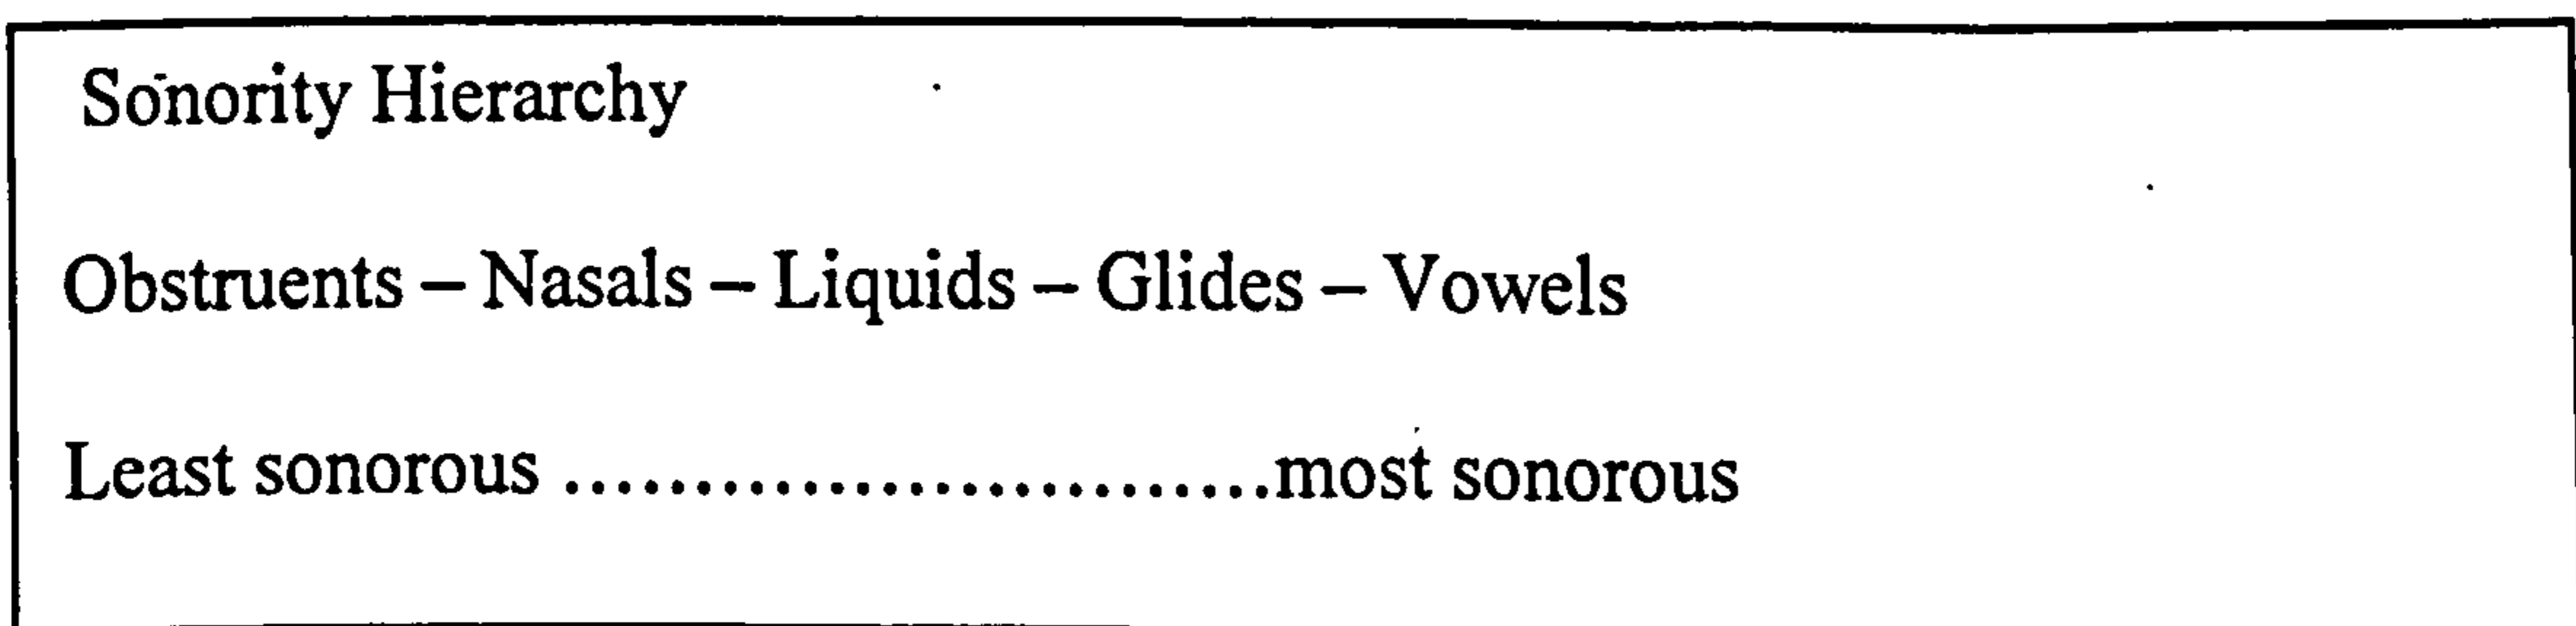 Sonority Hierarchy
Obstruents – Nasals – Liquids – Glides – Vowels
Least sonorous ...........................most sonorous